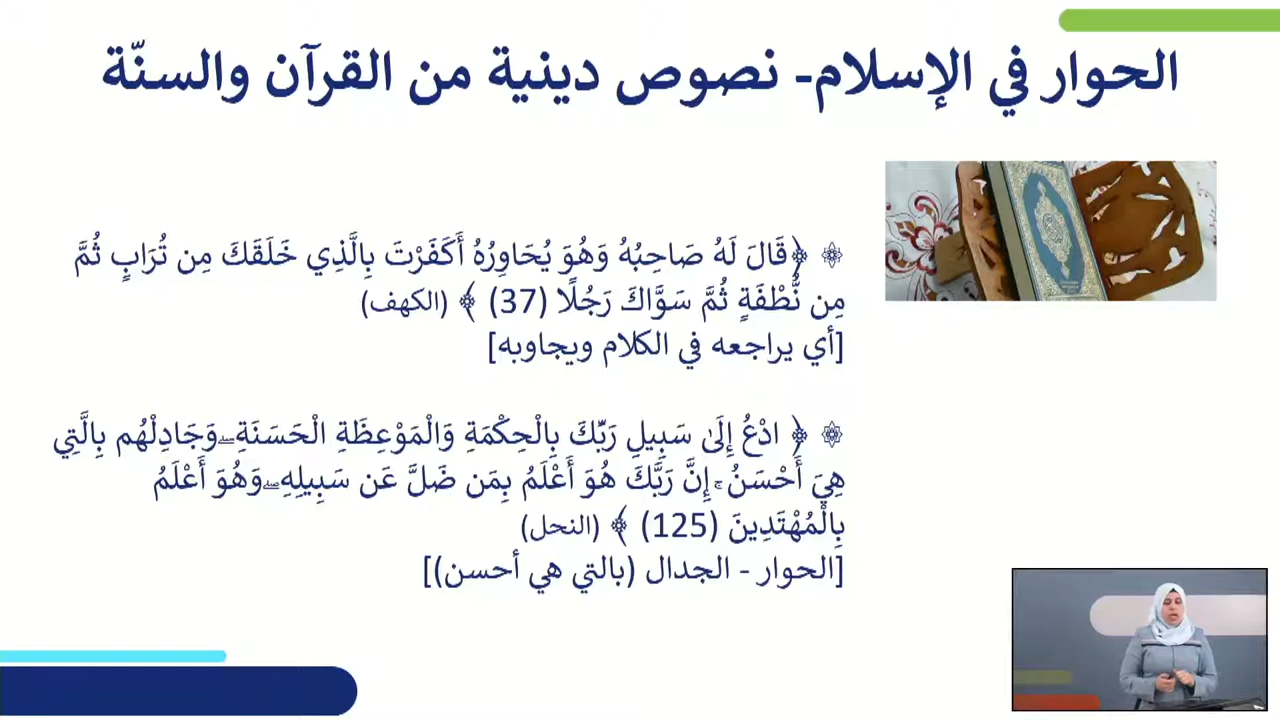 الحوار في الإسلام- نصوص دينية من القرآن والسنّة
﴿قَالَ لَهُ صَاحِبُهُ وَهُوَ يُحَاوِرُهُ أَكَفَرْتَ بِالَّذِي خَلَقَكَ مِن تُرَابٍ ثُمَّ
مِن نُّطْفَةٍ ثُمَّ سَوَّاكَ رَجُلًا (37) ﴾ (الكهف)
[أي يراجعه في الكلام ويجاوبه]
﴿ ادْعُ إِلَىٰ سَبِيلِ رَبِّكَ بِالْحِكْمَةِ وَالْمَوْعِظَةِ الْحَسَنَةِ ۖ وَجَادِلْهُم بِالَّتِي
هِيَ أَحْسَنُ ۚ إِنَّ رَبَّكَ هُوَ أَعْلَمُ بِمَن ضَلَّ عَن سَبِيلِهِ ۖ وَهُوَ أَعْلَمُ
بِالْمُهْتَدِينَ (125) ﴾ (النحل)
[الحوار - الجدال (بالتي هي أحسن)]